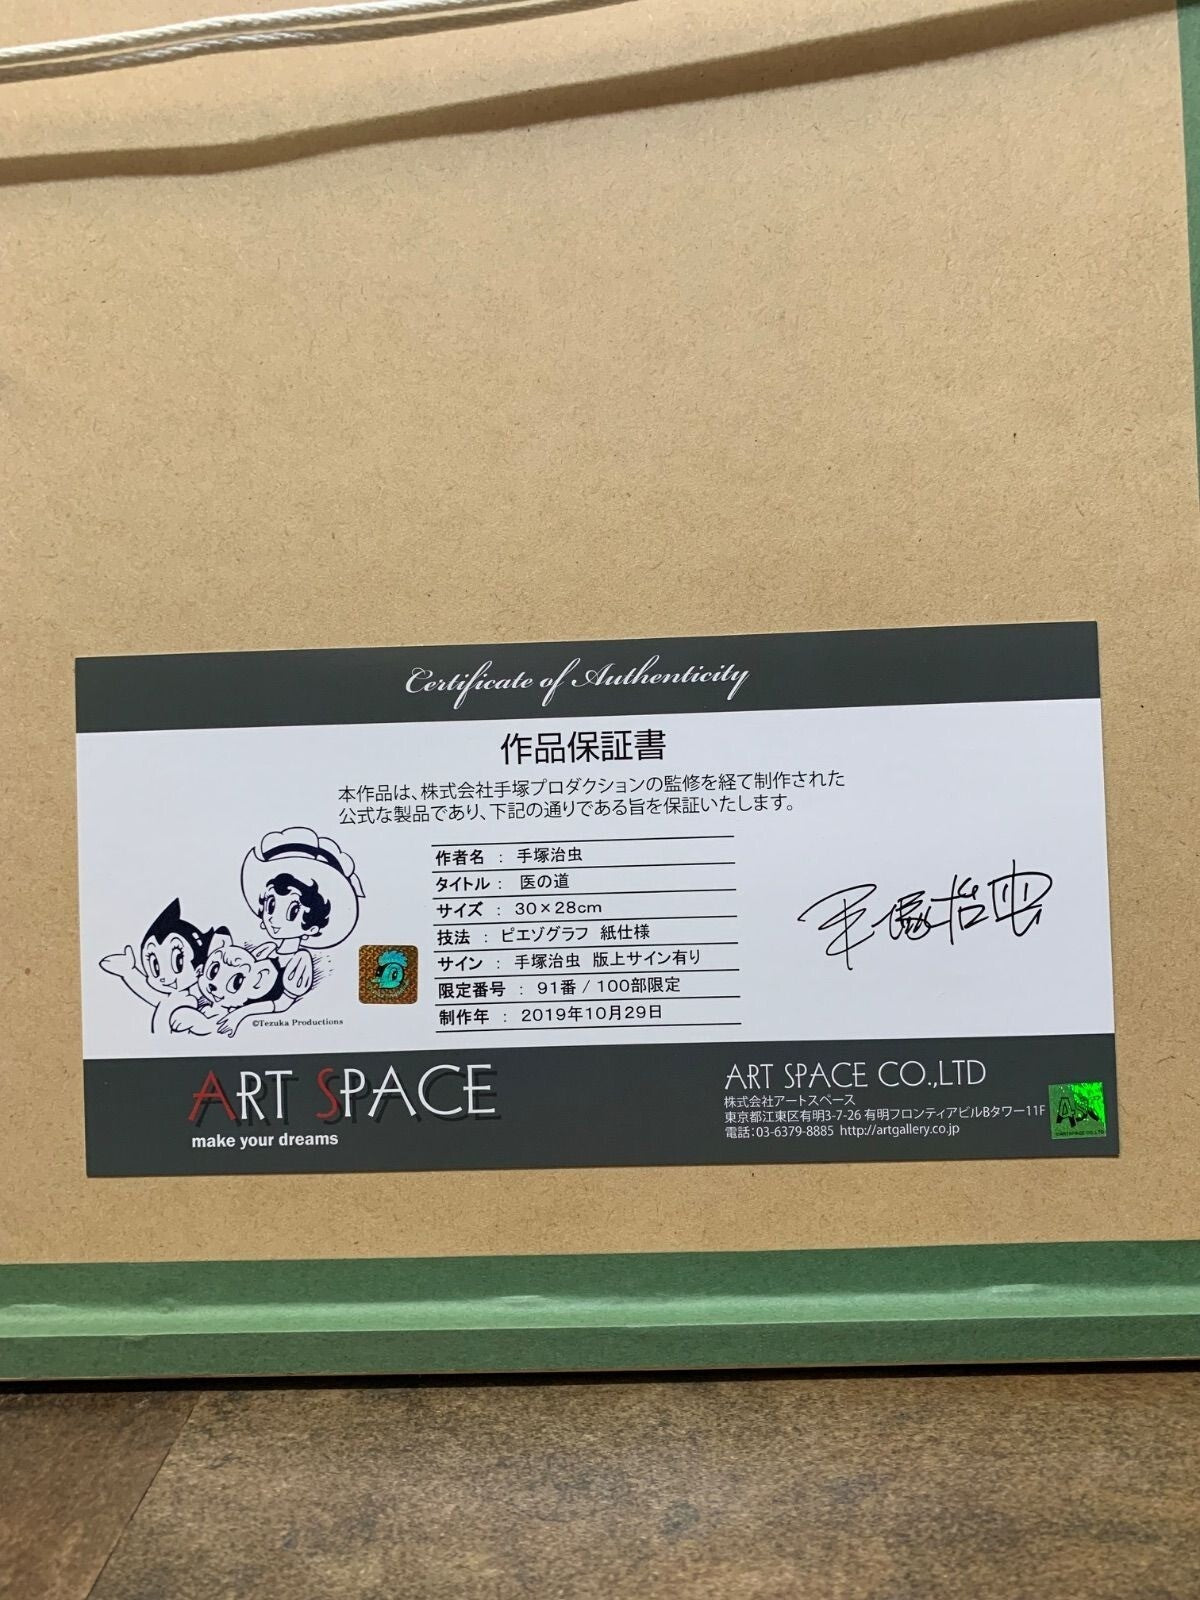 Certificate of Authenticity
作品保証書
本作品は、株式会社手塚プロダクションの監修を経て制作された
公式な製品であり、下記の通りである旨を保証いたします。
作者名 : 手塚治虫
タイトル : 医の道
サイズ : 30×28cm
技法 : ピエゾグラフ 紙仕様
サイン : 手塚治虫 版上サイン有り
限定番号 : 91番 / 100部限定
制作年 : 2019年10月29日
手塚治虫
©Tezuka Productions
ART SPACE
make your dreams
ART SPACE CO.,LTD
株式会社アートスペース
東京都江東区有明3-7-26 有明フロンティアビルBタワー11F
電話:03-6379-8885 http://artgallery.co.jp